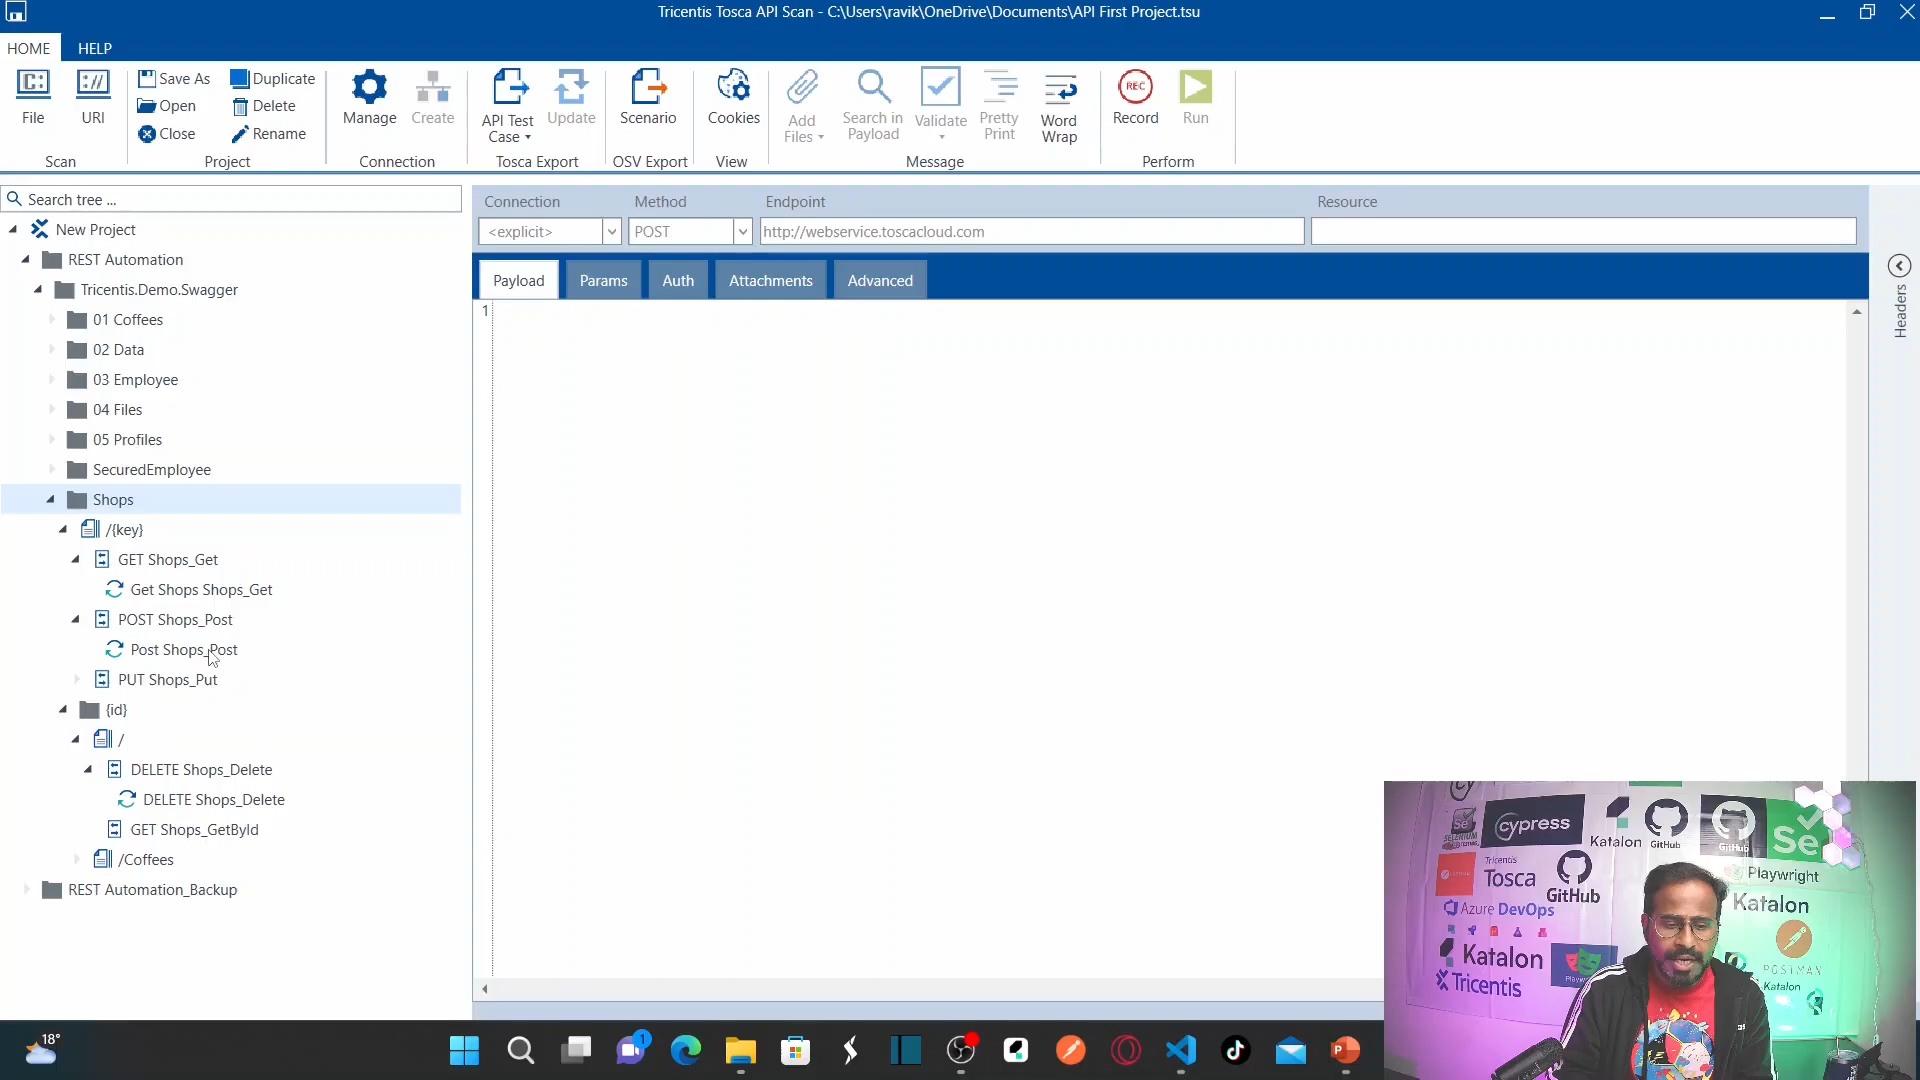 Tricentis Tosca API Scan - C:\Users\ravik\OneDrive\Documents\API First Project.tsu
HOME
HELP
File
URI
Scan
Save As
Duplicate
Open
Delete
Close
Rename
Project
Manage
Create
Connection
API Test
Case
Update
Tosca Export
Scenario
OSV Export
Cookies
View
Add
Files
Search in
Payload
Validate
Pretty
Print
Word
Wrap
Message
REC
Record
Run
Perform
Search tree ...
New Project
REST Automation
Tricentis.Demo.Swagger
01 Coffees
02 Data
03 Employee
04 Files
05 Profiles
SecuredEmployee
Shops
/{key}
GET Shops_Get
Get Shops Shops_Get
POST Shops_Post
Post Shops_Post
PUT Shops_Put
{id}
/
DELETE Shops_Delete
DELETE Shops_Delete
GET Shops_GetById
/Coffees
REST Automation_Backup
Connection
Method
Endpoint
Resource
<explicit>
POST
http://webservice.toscacloud.com
Payload
Params
Auth
Attachments
Advanced
1
Headers
cypress
Katalon
GitHub
GitHub
Se
Tricentis
Tosca
GitHub
Playwright
Katalon
Azure DevOps
Katalon
Tricentis
POSTMAN
Katalon
18°
1